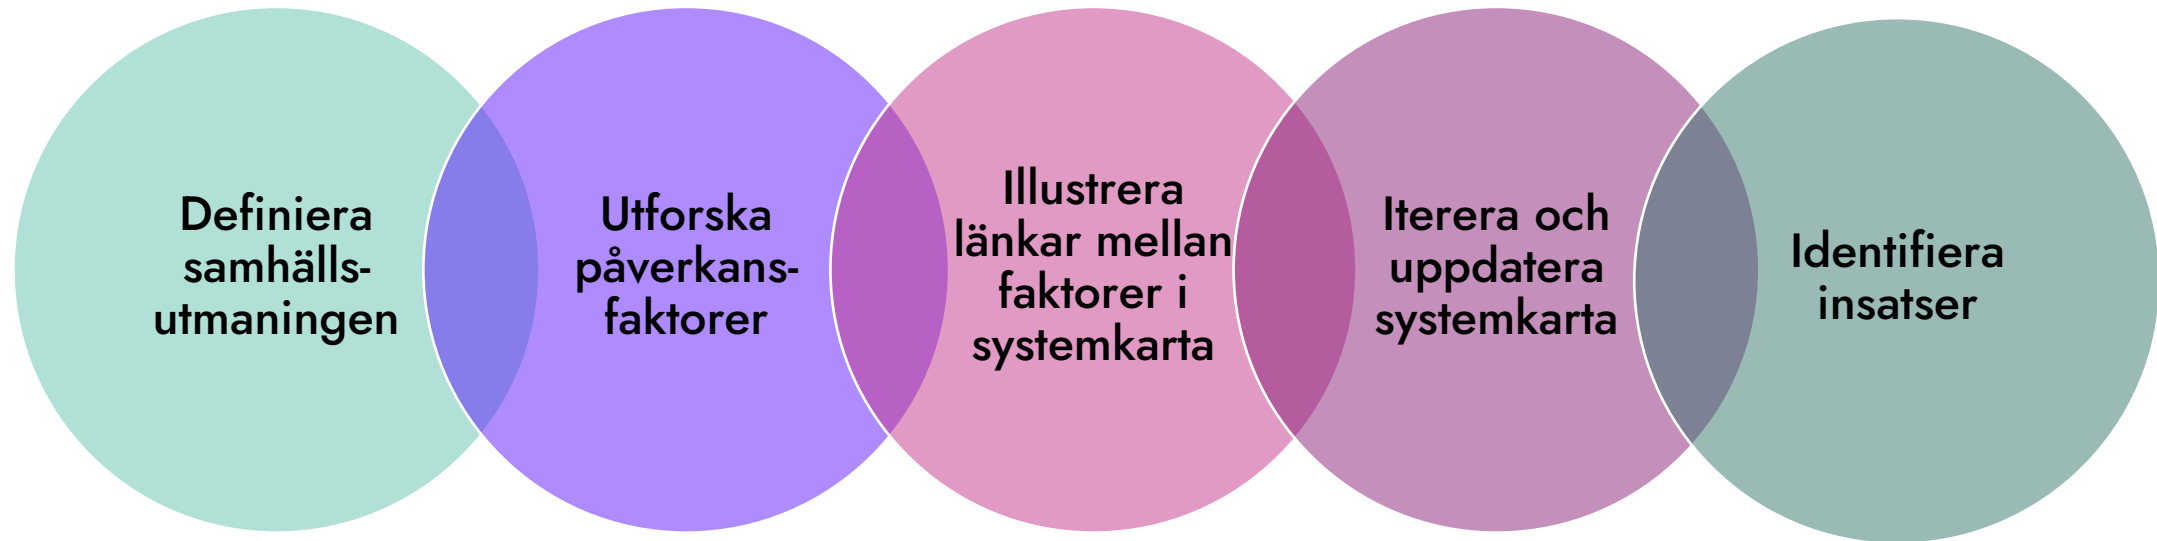 Definiera
samhälls-
utmaningen
Utforska
påverkans-
faktorer
Illustrera
länkar mellan
faktorer i
systemkarta
Iterera och
uppdatera
systemkarta
Identifiera
insatser